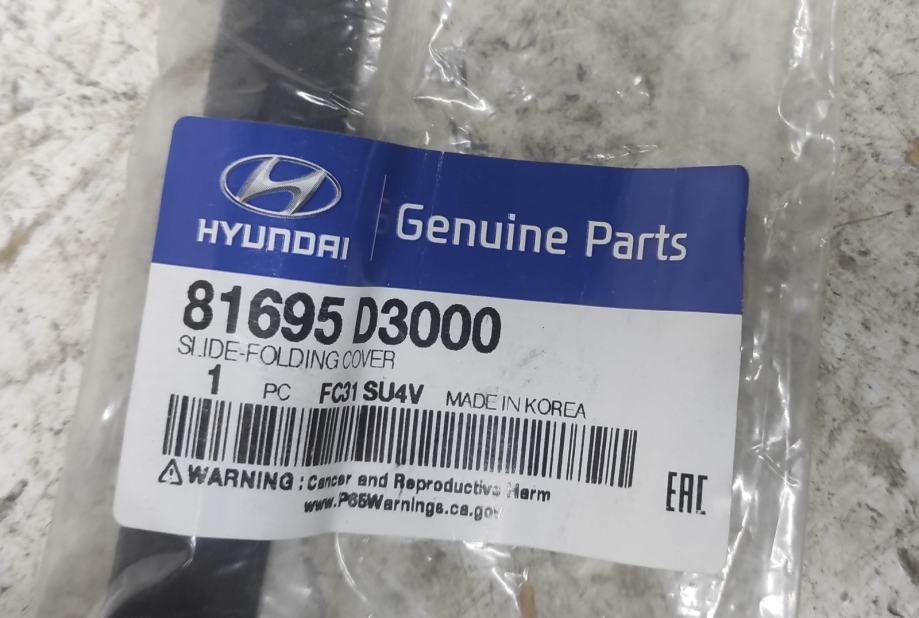 HYUNDAI
Genuine Parts
81695 D3000
SLIDE-FOLDING COVER
1 PC FC31 SU4V MADE IN KOREA
WARNING : Cancer and Reproductive Harm
www.P65Warnings.ca.gov
EAC